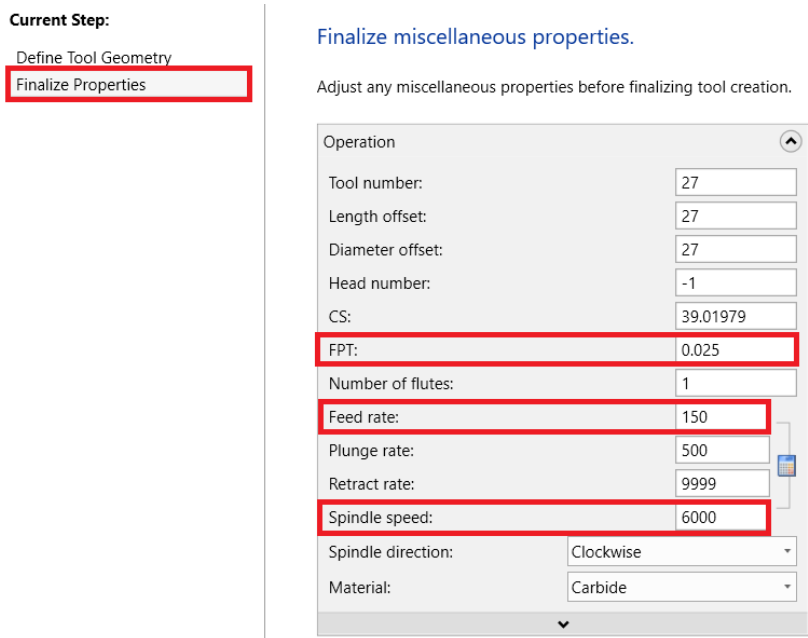 Current Step:
Define Tool Geometry
Finalize Properties
Finalize miscellaneous properties.
Adjust any miscellaneous properties before finalizing tool creation.
Operation
Tool number: 27
Length offset: 27
Diameter offset: 27
Head number: -1
CS: 39.01979
FPT: 0.025
Number of flutes: 1
Feed rate: 150
Plunge rate: 500
Retract rate: 9999
Spindle speed: 6000
Spindle direction: Clockwise
Material: Carbide